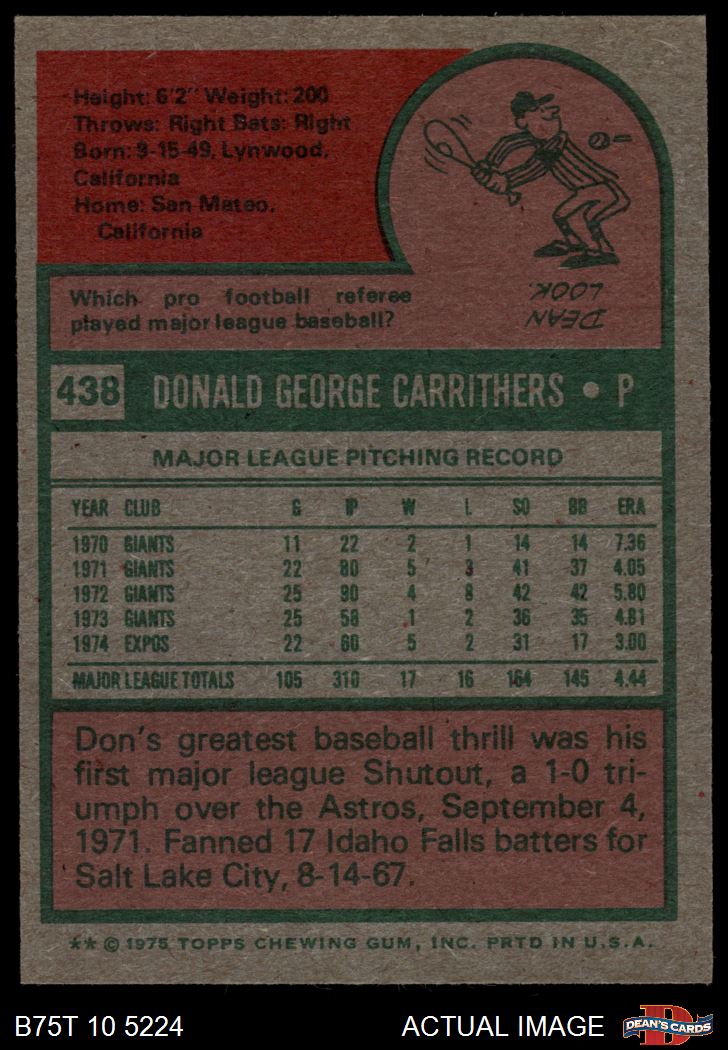 Height: 6'2" Weight: 200
Throws: Right Bats: Right
Born: 9-15-49, Lynwood,
California
Home: San Mateo,
California
Which pro football referee
played major league baseball?
DEAN
LOOK.
438 DONALD GEORGE CARRITHERS • P
MAJOR LEAGUE PITCHING RECORD
YEAR CLUB G IP W L SO BB ERA
1970 GIANTS 11 22 2 1 14 14 7.36
1971 GIANTS 22 80 5 3 41 37 4.05
1972 GIANTS 25 90 4 8 42 42 5.80
1973 GIANTS 25 58 1 2 36 35 4.81
1974 EXPOS 22 60 5 2 31 17 3.00
MAJOR LEAGUE TOTALS 105 310 17 16 164 145 4.44
Don's greatest baseball thrill was his
first major league Shutout, a 1-0 tri-
umph over the Astros, September 4,
1971. Fanned 17 Idaho Falls batters for
Salt Lake City, 8-14-67.
** © 1975 TOPPS CHEWING GUM, INC. PRTD IN U.S.A.
B75T 10 5224 ACTUAL IMAGE D DEAN'S CARDS